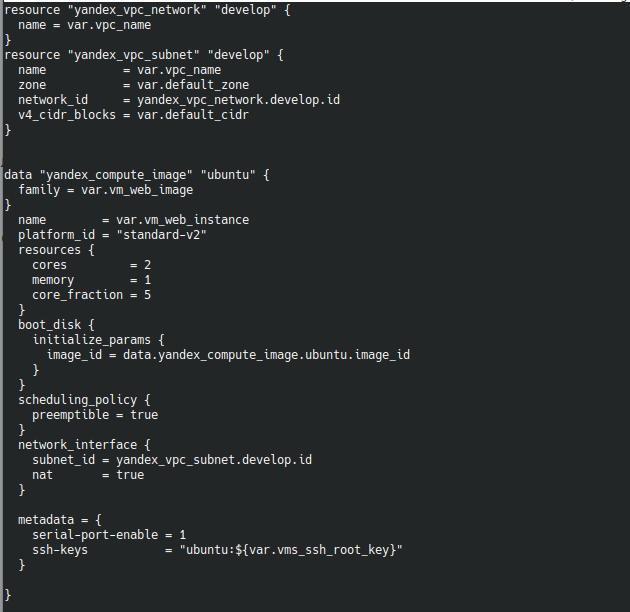 resource "yandex_vpc_network" "develop" {
  name = var.vpc_name
}
resource "yandex_vpc_subnet" "develop" {
  name           = var.vpc_name
  zone           = var.default_zone
  network_id     = yandex_vpc_network.develop.id
  v4_cidr_blocks = var.default_cidr
}
data "yandex_compute_image" "ubuntu" {
  family = var.vm_web_image
}
  name        = var.vm_web_instance
  platform_id = "standard-v2"
  resources {
    cores         = 2
    memory        = 1
    core_fraction = 5
  }
  boot_disk {
    initialize_params {
      image_id = data.yandex_compute_image.ubuntu.image_id
    }
  }
  scheduling_policy {
    preemptible = true
  }
  network_interface {
    subnet_id = yandex_vpc_subnet.develop.id
    nat       = true
  }
  metadata = {
    serial-port-enable = 1
    ssh-keys           = "ubuntu:${var.vms_ssh_root_key}"
  }
}